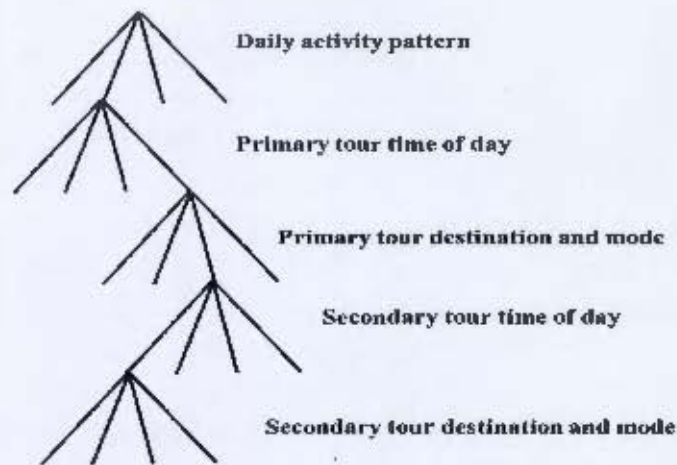 Daily activity pattern
Primary tour time of day
Primary tour destination and mode
Secondary tour time of day
Secondary tour destination and mode